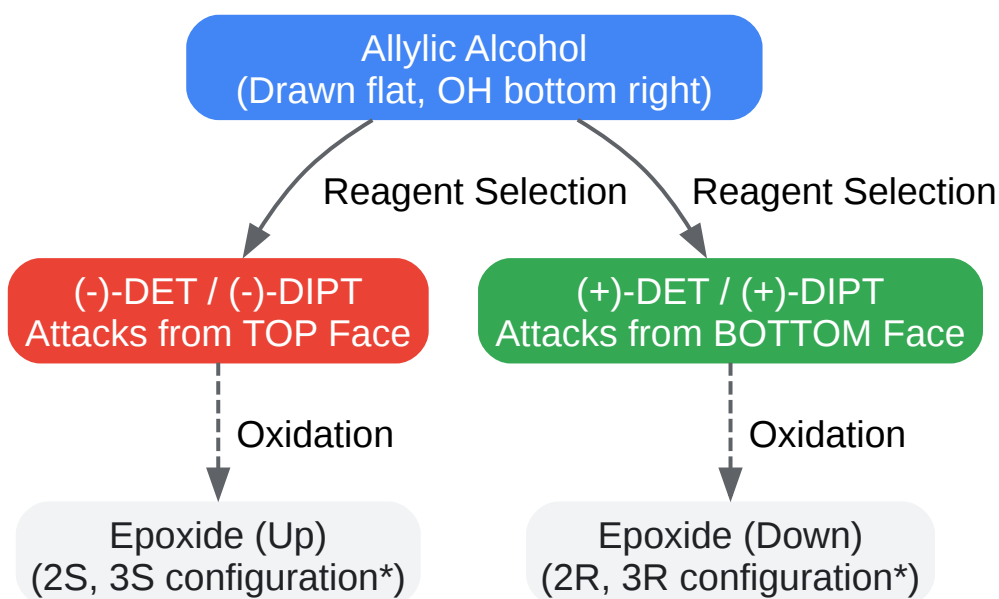 Allylic Alcohol
(Drawn flat, OH bottom right)
Reagent Selection
Reagent Selection
(-)-DET / (-)-DIPT
Attacks from TOP Face
(+)-DET / (+)-DIPT
Attacks from BOTTOM Face
Oxidation
Oxidation
Epoxide (Up)
(2S, 3S configuration*)
Epoxide (Down)
(2R, 3R configuration*)